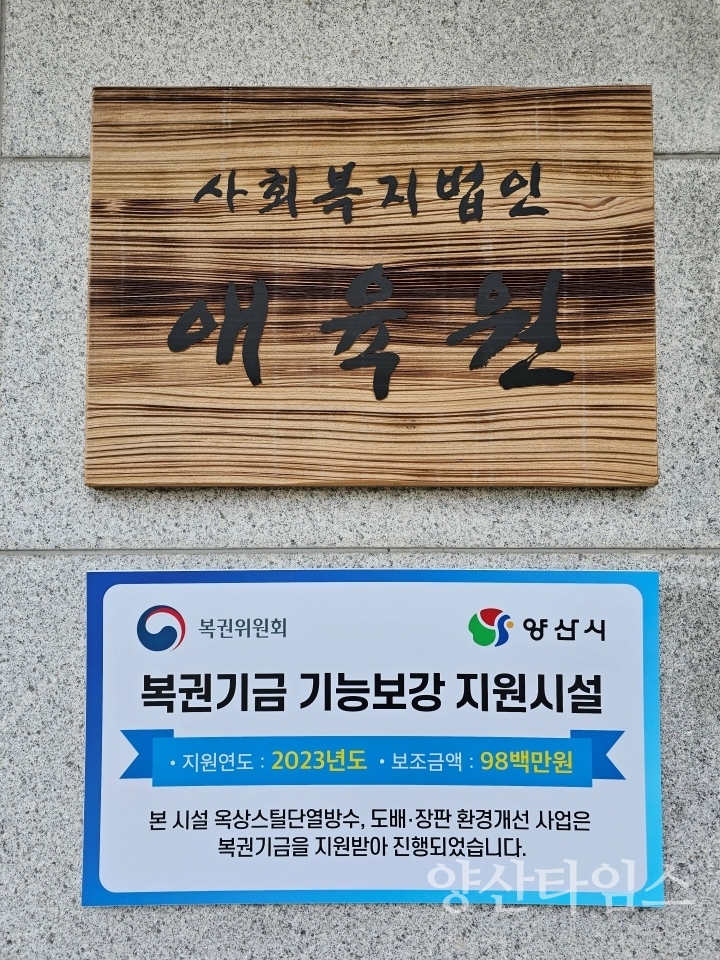 사회복지법인
애육원
복권위원회 양산시
복권기금 기능보강 지원시설
• 지원연도 : 2023년도 • 보조금액 : 98백만원
본 시설 옥상스틸단열방수, 도배·장판 환경개선 사업은
복권기금을 지원받아 진행되었습니다.
양산타임스